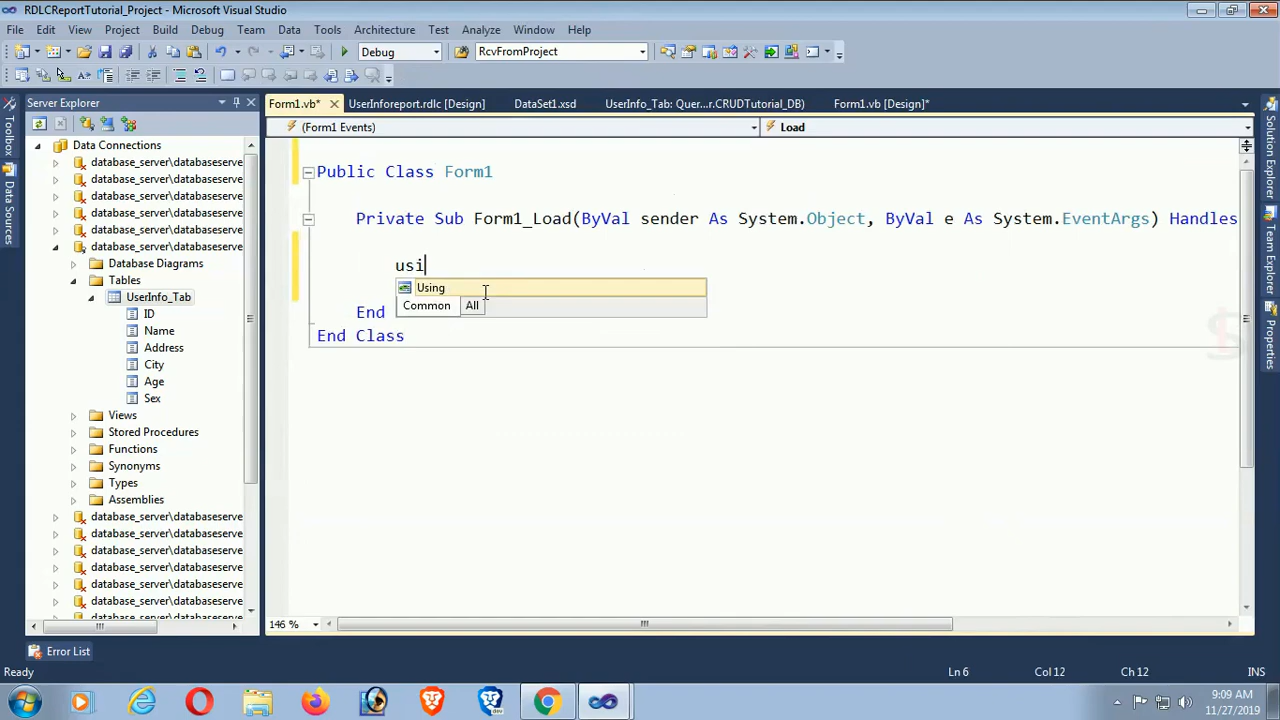 RDLCReportTutorial_Project - Microsoft Visual Studio
File Edit View Project Build Debug Team Data Tools Architecture Test Analyze Window Help
Debug RcvFromProject
Server Explorer
Form1.vb* UserInforeport.rdlc [Design] DataSet1.xsd UserInfo_Tab: Quer...r.CRUDTutorial_DB) Form1.vb [Design]*
(Form1 Events) Load
Toolbox
Data Sources
Data Connections
database_server\databaseserve
database_server\databaseserve
database_server\databaseserve
database_server\databaseserve
database_server\databaseserve
database_server\databaseserve
Database Diagrams
Tables
UserInfo_Tab
ID
Name
Address
City
Age
Sex
Views
Stored Procedures
Functions
Synonyms
Types
Assemblies
database_server\databaseserve
database_server\databaseserve
database_server\databaseserve
database_server\databaseserve
database_server\databaseserve
database_server\databaseserve
Public Class Form1
Private Sub Form1_Load(ByVal sender As System.Object, ByVal e As System.EventArgs) Handles
usi
Using
Common All
End
End Class
Solution Explorer
Team Explorer
Properties
146 %
Error List
Ready Ln 6 Col 12 Ch 12 INS
9:09 AM
11/27/2019